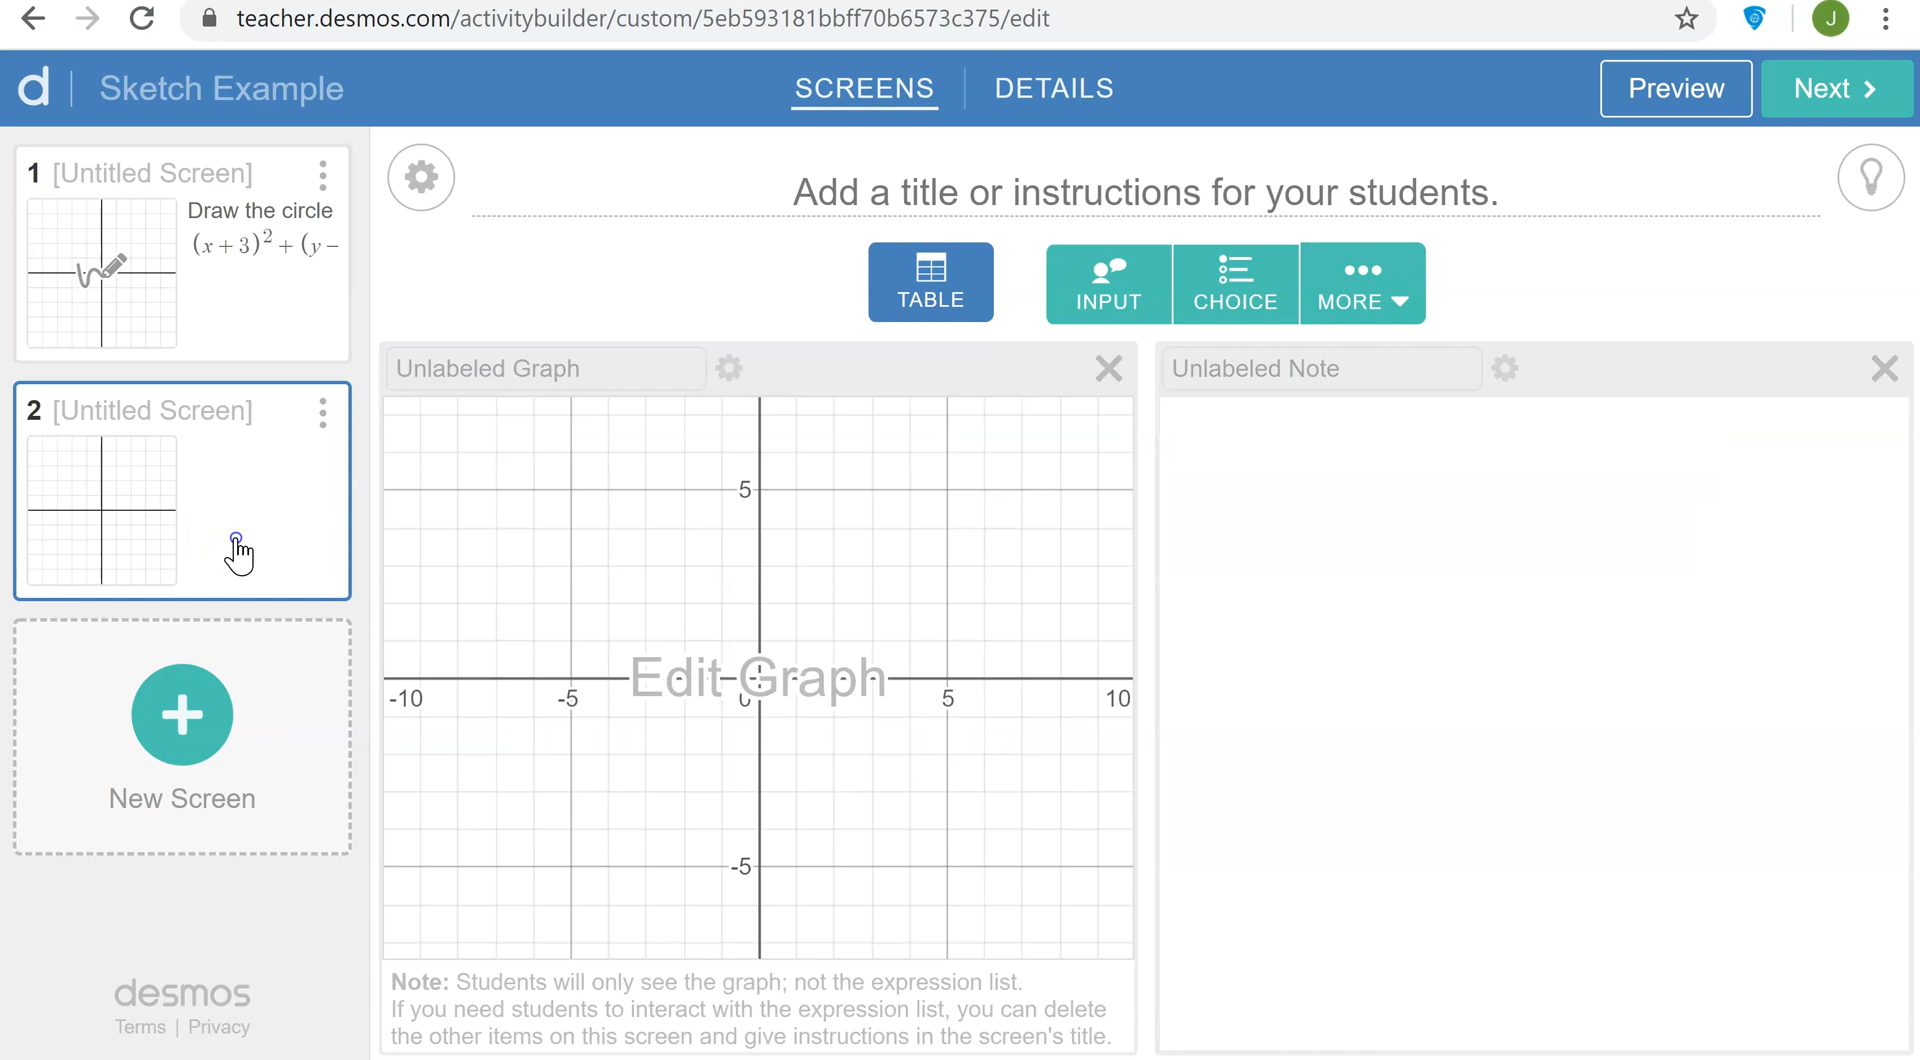 teacher.desmos.com/activitybuilder/custom/5eb593181bbff70b6573c375/edit
J
d
Sketch Example
SCREENS
DETAILS
Preview
Next
1 [Untitled Screen]
Draw the circle
(x + 3)² + (y −
2 [Untitled Screen]
New Screen
desmos
Terms | Privacy
Add a title or instructions for your students.
TABLE
INPUT
CHOICE
MORE
Unlabeled Graph
5
Edit Graph
-10
-5
0
5
10
-5
Note: Students will only see the graph; not the expression list.
If you need students to interact with the expression list, you can delete
the other items on this screen and give instructions in the screen's title.
Unlabeled Note